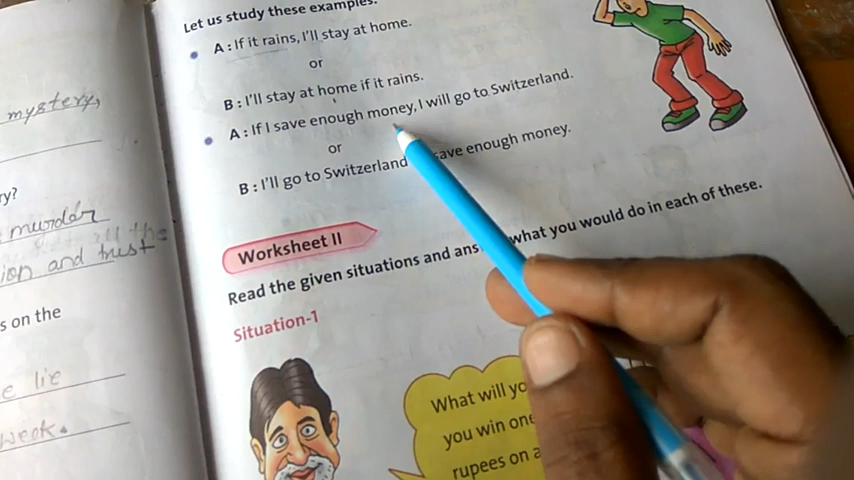 mystery,
ry?
murder
ion and trust
s on the
e lie
week.
Let us study these examples.
A : If it rains, I'll stay at home.
or
B : I'll stay at home if it rains.
A : If I save enough money, I will go to Switzerland.
or
B : I'll go to Switzerland save enough money.
Worksheet II
Read the given situations and ans what you would do in each of these.
Situation-1
What will yo
you win one
rupees on a